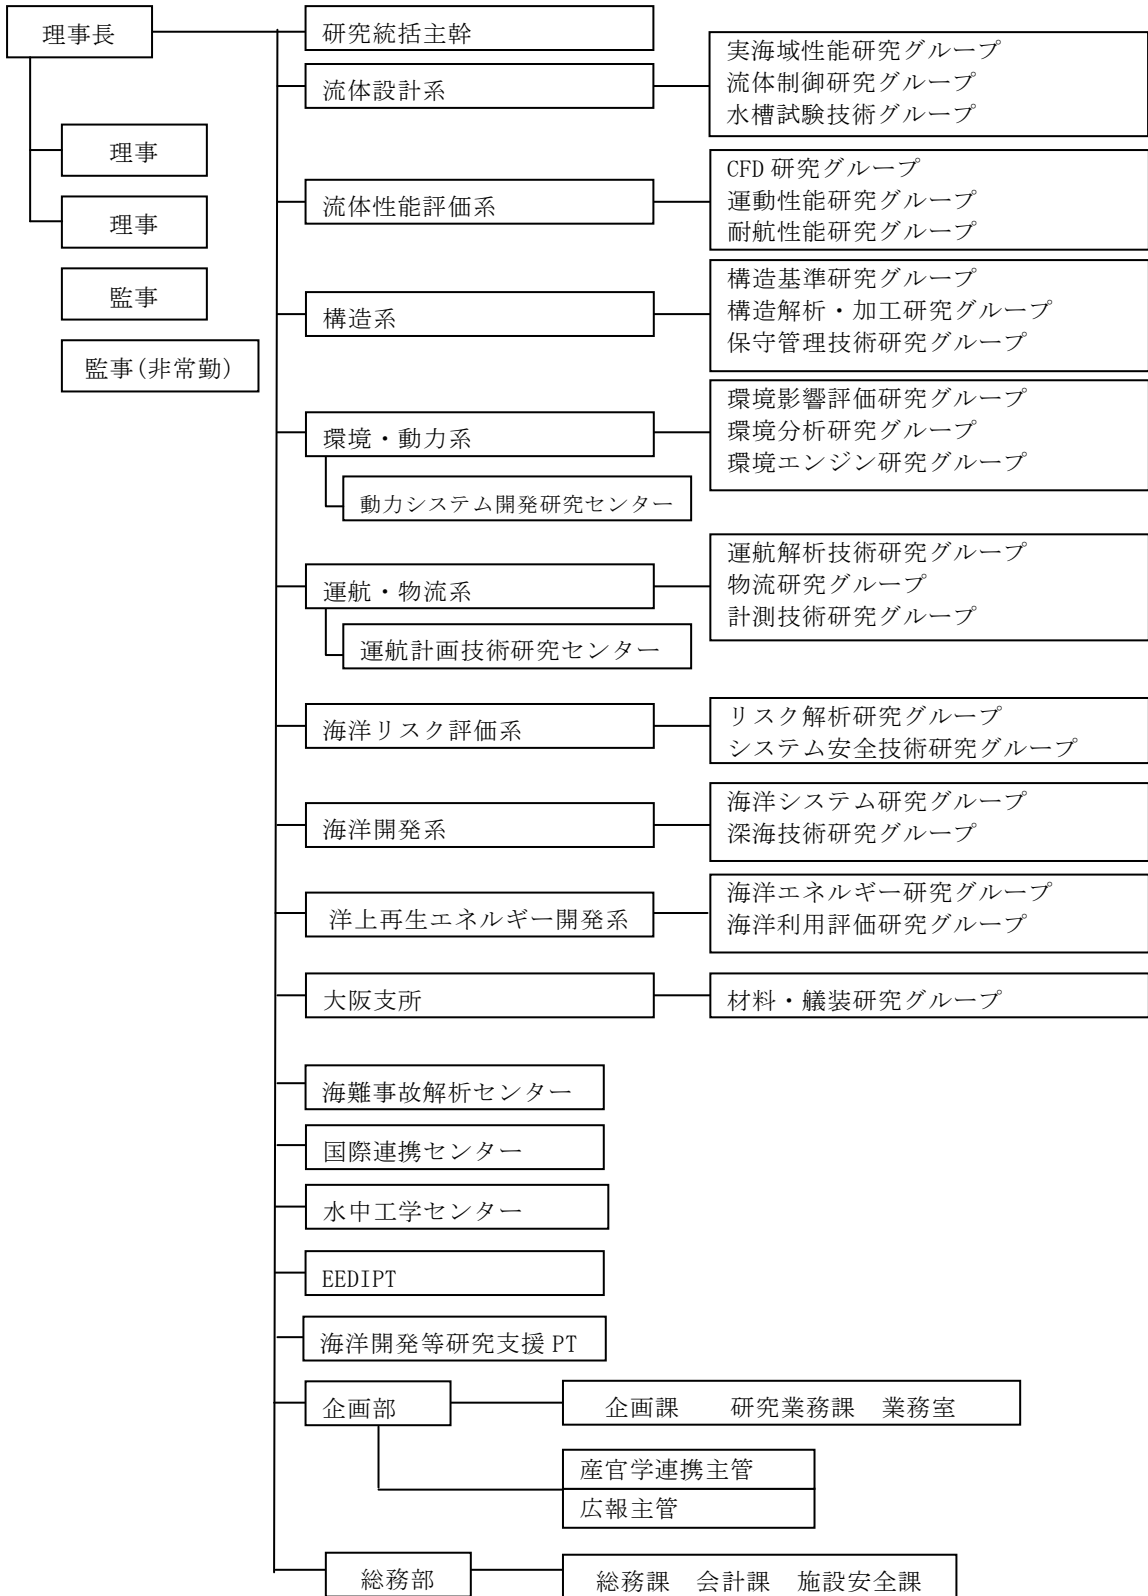 理事長
理事
理事
監事
監事(非常勤)
研究統括主幹
流体設計系
実海域性能研究グループ
流体制御研究グループ
水槽試験技術グループ
流体性能評価系
CFD 研究グループ
運動性能研究グループ
耐航性能研究グループ
構造系
構造基準研究グループ
構造解析・加工研究グループ
保守管理技術研究グループ
環境・動力系
動力システム開発研究センター
環境影響評価研究グループ
環境分析研究グループ
環境エンジン研究グループ
運航・物流系
運航計画技術研究センター
運航解析技術研究グループ
物流研究グループ
計測技術研究グループ
海洋リスク評価系
リスク解析研究グループ
システム安全技術研究グループ
海洋開発系
海洋システム研究グループ
深海技術研究グループ
洋上再生エネルギー開発系
海洋エネルギー研究グループ
海洋利用評価研究グループ
大阪支所
材料・艤装研究グループ
海難事故解析センター
国際連携センター
水中工学センター
EEDIPT
海洋開発等研究支援 PT
企画部
企画課 研究業務課 業務室
産官学連携主管
広報主管
総務部
総務課 会計課 施設安全課